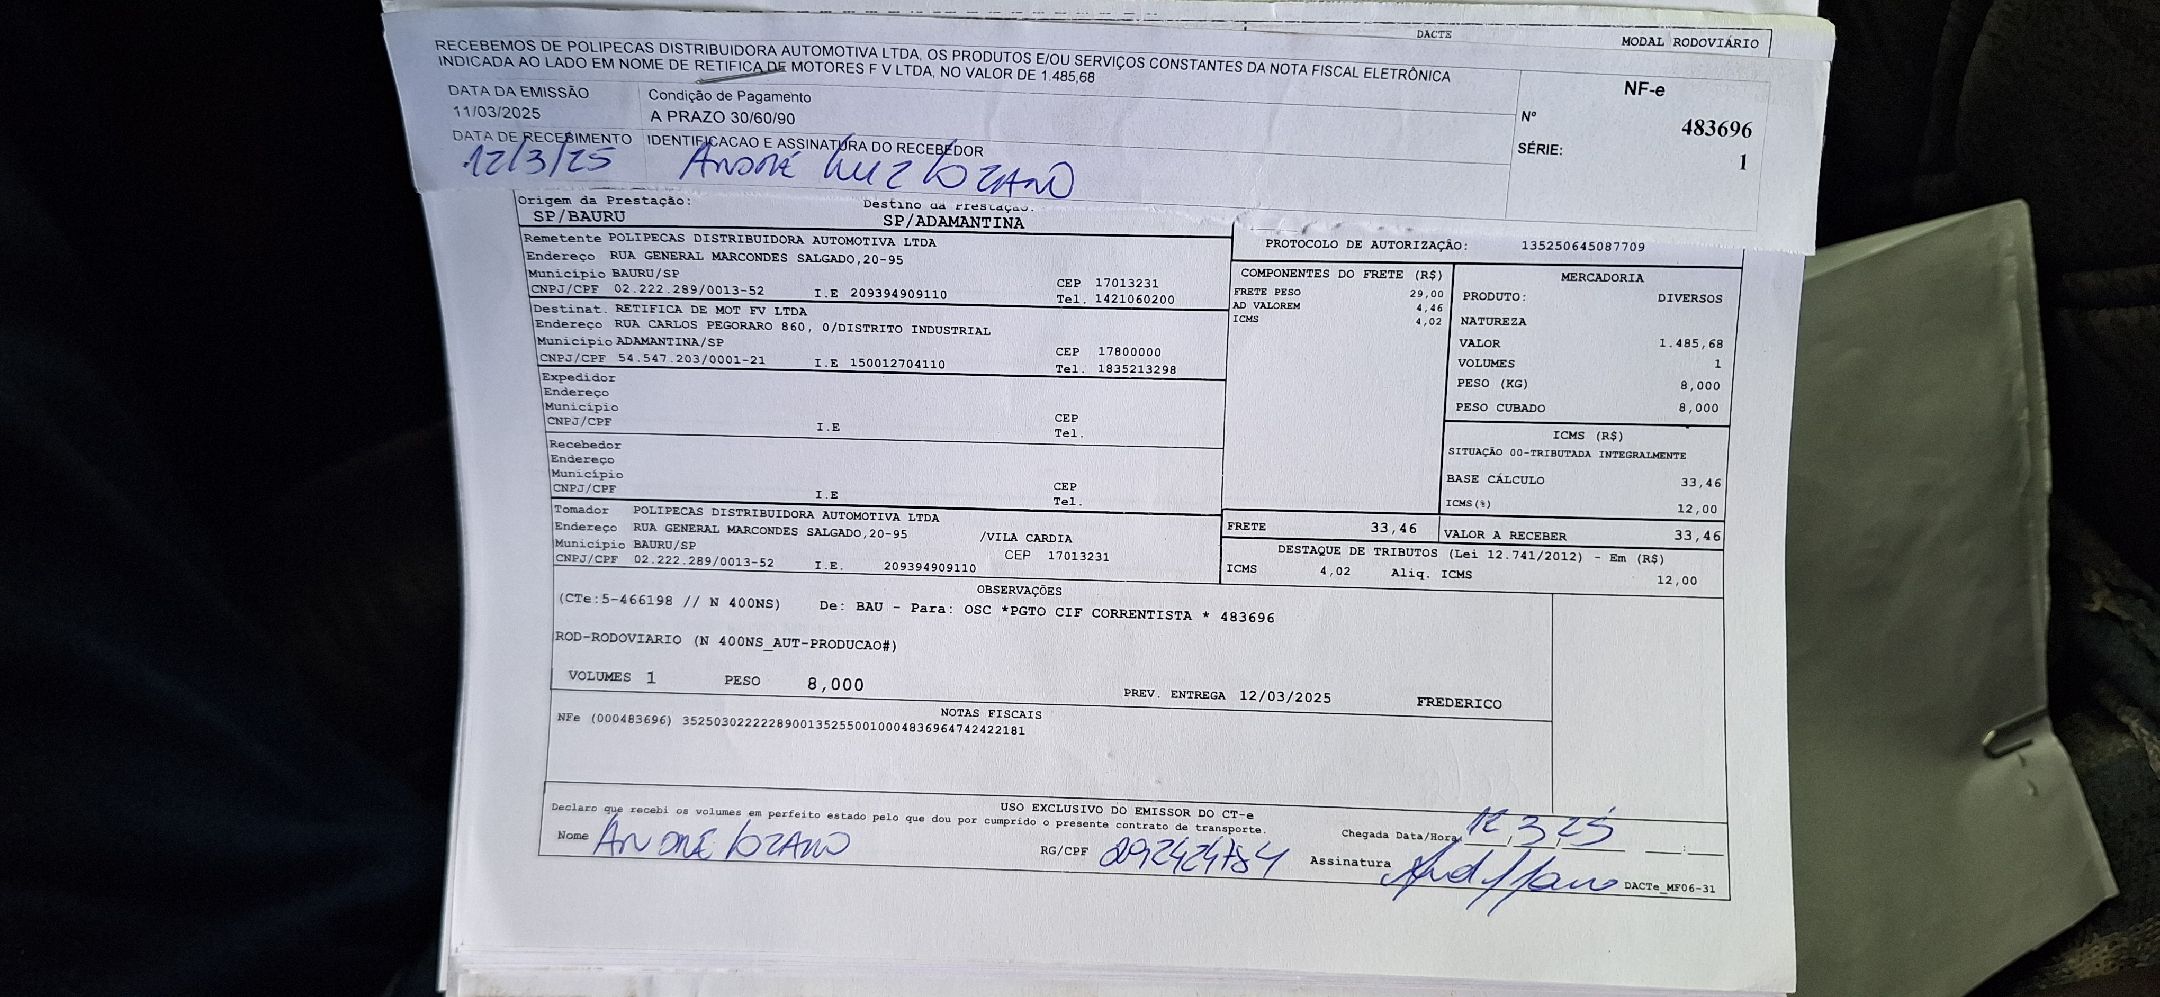 DACTE
MODAL RODOVIÁRIO
RECEBEMOS DE POLIPECAS DISTRIBUIDORA AUTOMOTIVA LTDA, OS PRODUTOS E/OU SERVIÇOS CONSTANTES DA NOTA FISCAL ELETRÔNICA
INDICADA AO LADO EM NOME DE RETIFICA DE MOTORES F V LTDA, NO VALOR DE 1.485,68
DATA DA EMISSÃO
11/03/2025
Condição de Pagamento
A PRAZO 30/60/90
DATA DE RECEBIMENTO
12/3/25
IDENTIFICACAO E ASSINATURA DO RECEBEDOR
ANDRÉ LUIZ LOZANO
NF-e
Nº 483696
SÉRIE: 1
Origem da Prestação:
SP/BAURU
Destino da Prestação:
SP/ADAMANTINA
Remetente POLIPECAS DISTRIBUIDORA AUTOMOTIVA LTDA
Endereço RUA GENERAL MARCONDES SALGADO,20-95
Município BAURU/SP CEP 17013231
CNPJ/CPF 02.222.289/0013-52 I.E 209394909110 Tel. 1421060200
Destinat. RETIFICA DE MOT FV LTDA
Endereço RUA CARLOS PEGORARO 860, 0/DISTRITO INDUSTRIAL
Município ADAMANTINA/SP CEP 17800000
CNPJ/CPF 54.547.203/0001-21 I.E 150012704110 Tel. 1835213298
Expedidor
Endereço
Município CEP
CNPJ/CPF I.E Tel.
Recebedor
Endereço
Município CEP
CNPJ/CPF I.E Tel.
Tomador POLIPECAS DISTRIBUIDORA AUTOMOTIVA LTDA
Endereço RUA GENERAL MARCONDES SALGADO,20-95 /VILA CARDIA
Município BAURU/SP CEP 17013231
CNPJ/CPF 02.222.289/0013-52 I.E. 209394909110
PROTOCOLO DE AUTORIZAÇÃO: 135250645087709
COMPONENTES DO FRETE (R$)
FRETE PESO 29,00
AD VALOREM 4,46
ICMS 4,02
MERCADORIA
PRODUTO: DIVERSOS
NATUREZA
VALOR 1.485,68
VOLUMES 1
PESO (KG) 8,000
PESO CUBADO 8,000
ICMS (R$)
SITUAÇÃO 00-TRIBUTADA INTEGRALMENTE
BASE CÁLCULO 33,46
ICMS(%) 12,00
FRETE 33,46
VALOR A RECEBER 33,46
DESTAQUE DE TRIBUTOS (Lei 12.741/2012) - Em (R$)
ICMS 4,02 Aliq. ICMS 12,00
OBSERVAÇÕES
(CTe:5-466198 // N 400NS) De: BAU - Para: OSC *PGTO CIF CORRENTISTA * 483696
ROD-RODOVIARIO (N 400NS_AUT-PRODUCAO#)
VOLUMES 1 PESO 8,000 PREV. ENTREGA 12/03/2025 FREDERICO
NOTAS FISCAIS
NFe (000483696) 35250302222289001352550010004836964742422181
USO EXCLUSIVO DO EMISSOR DO CT-e
Declaro que recebi os volumes em perfeito estado pelo que dou por cumprido o presente contrato de transporte.
Chegada Data/Hora 12,3,25
Nome ANDRÉ LOZANO RG/CPF 292424784 Assinatura
DACTe_MF06-31